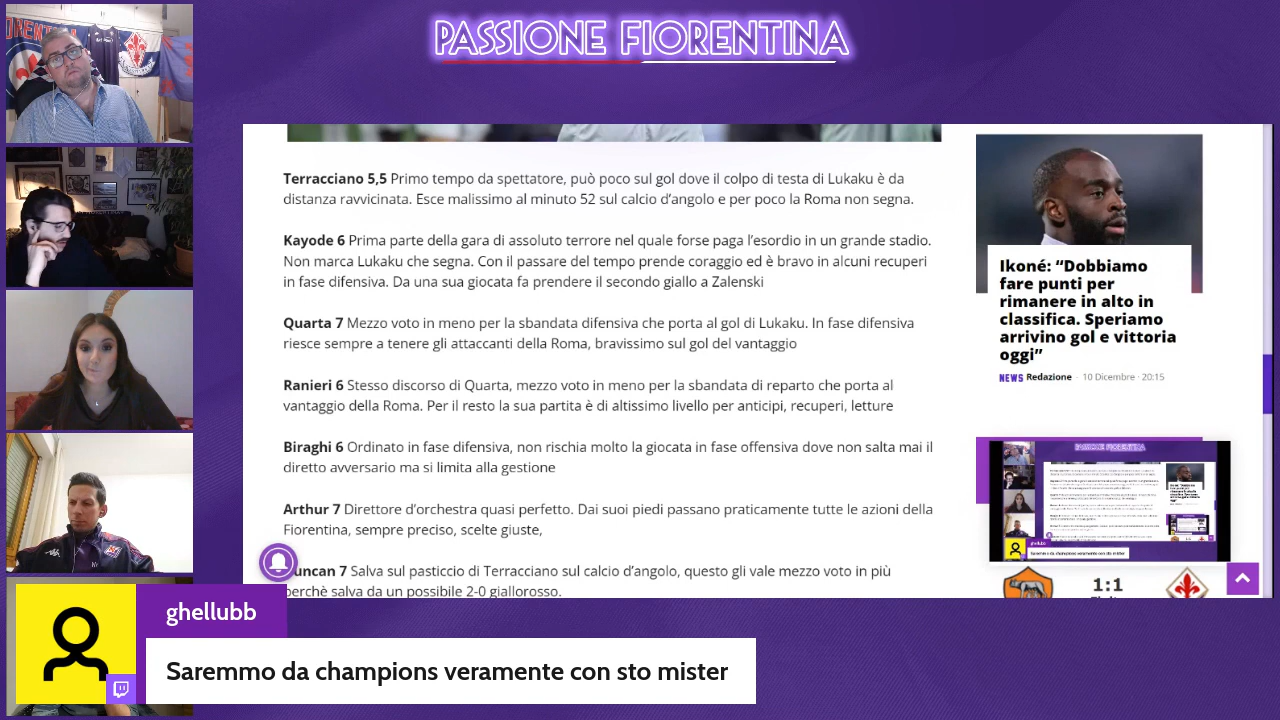 PASSIONE FIORENTINA
Terracciano 5,5 Primo tempo da spettatore, può poco sul gol dove il colpo di testa di Lukaku è da
distanza ravvicinata. Esce malissimo al minuto 52 sul calcio d'angolo e per poco la Roma non segna.
Kayode 6 Prima parte della gara di assoluto terrore nel quale forse paga l'esordio in un grande stadio.
Non marca Lukaku che segna. Con il passare del tempo prende coraggio ed è bravo in alcuni recuperi
in fase difensiva. Da una sua giocata fa prendere il secondo giallo a Zalenski
Quarta 7 Mezzo voto in meno per la sbandata difensiva che porta al gol di Lukaku. In fase difensiva
riesce sempre a tenere gli attaccanti della Roma, bravissimo sul gol del vantaggio
Ranieri 6 Stesso discorso di Quarta, mezzo voto in meno per la sbandata di reparto che porta al
vantaggio della Roma. Per il resto la sua partita è di altissimo livello per anticipi, recuperi, letture
Biraghi 6 Ordinato in fase difensiva, non rischia molto la giocata in fase offensiva dove non salta mai il
diretto avversario ma si limita alla gestione
Arthur 7 Direttore d'orchestra quasi perfetto. Dai suoi piedi passano praticamente tutte le azioni della
Fiorentina, sempre preciso, scelte giuste,
uncan 7 Salva sul pasticcio di Terracciano sul calcio d'angolo, questo gli vale mezzo voto in più
perchè salva da un possibile 2-0 giallorosso.
Ikoné: "Dobbiamo
fare punti per
rimanere in alto in
classifica. Speriamo
arrivino gol e vittoria
oggi"
NEWS Redazione - 10 Dicembre · 20:15
1:1
ghellubb
Saremmo da champions veramente con sto mister